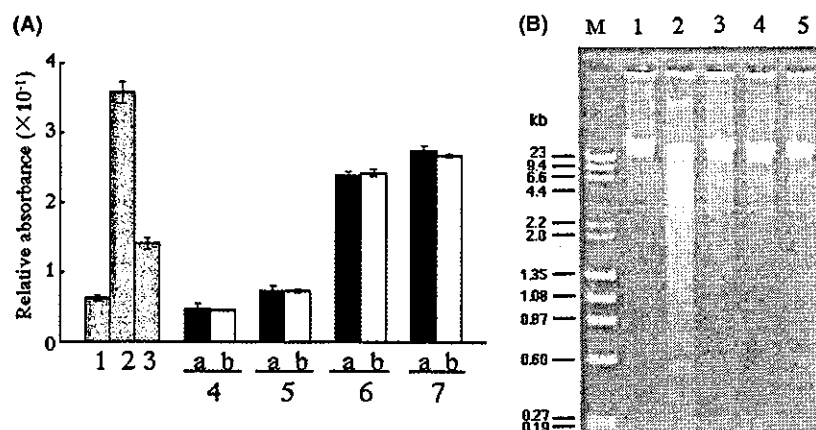 (A)
Relative absorbance (×10⁻¹)
4
3
2
1
0
1 2 3
a b a b a b a b
4 5 6 7
(B)
M 1 2 3 4 5
kb
23
9.4
6.6
4.4
2.2
2.0
1.35
1.08
0.97
0.60
0.27
0.19